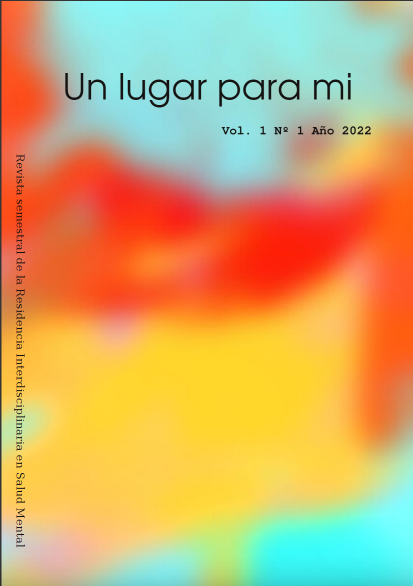 Un lugar para mi
Vol. 1 Nº 1 Año 2022
Revista semestral de la Residencia Interdisciplinaria en Salud Mental